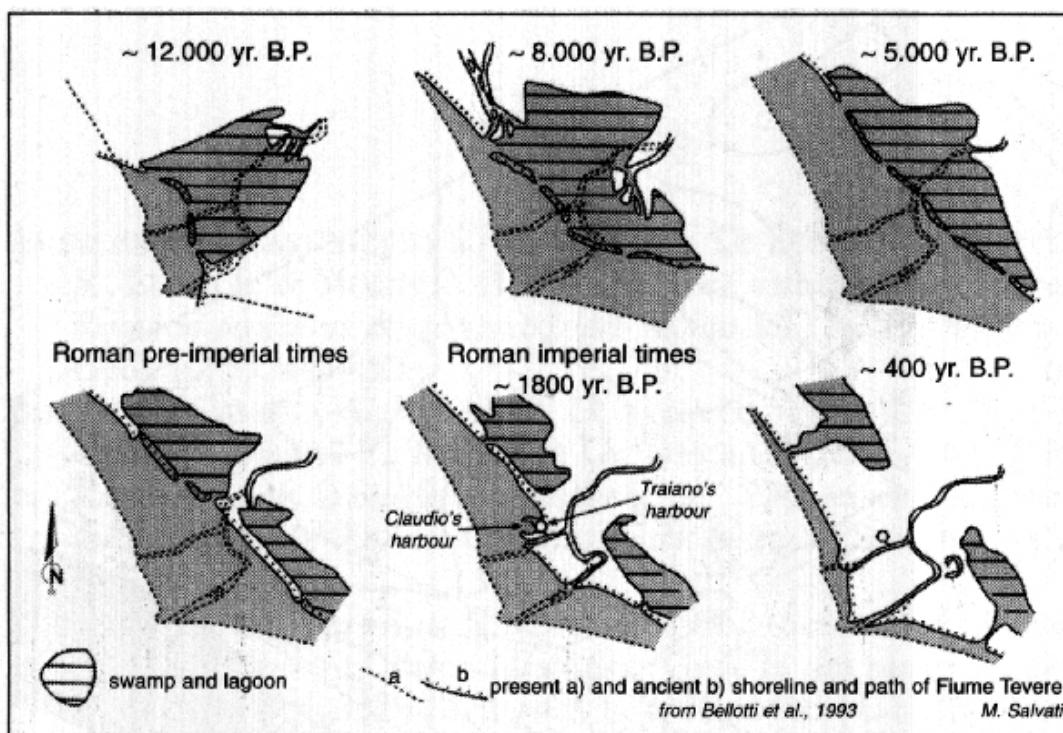 ~ 12.000 yr. B.P.
~ 8.000 yr. B.P.
~ 5.000 yr. B.P.
Roman pre-imperial times
Roman imperial times
~ 1800 yr. B.P.
~ 400 yr. B.P.
Claudio's
harbour
Traiano's
harbour
N
swamp and lagoon
a
b
present a) and ancient b) shoreline and path of Fiume Tevere
from Bellotti et al., 1993
M. Salvati